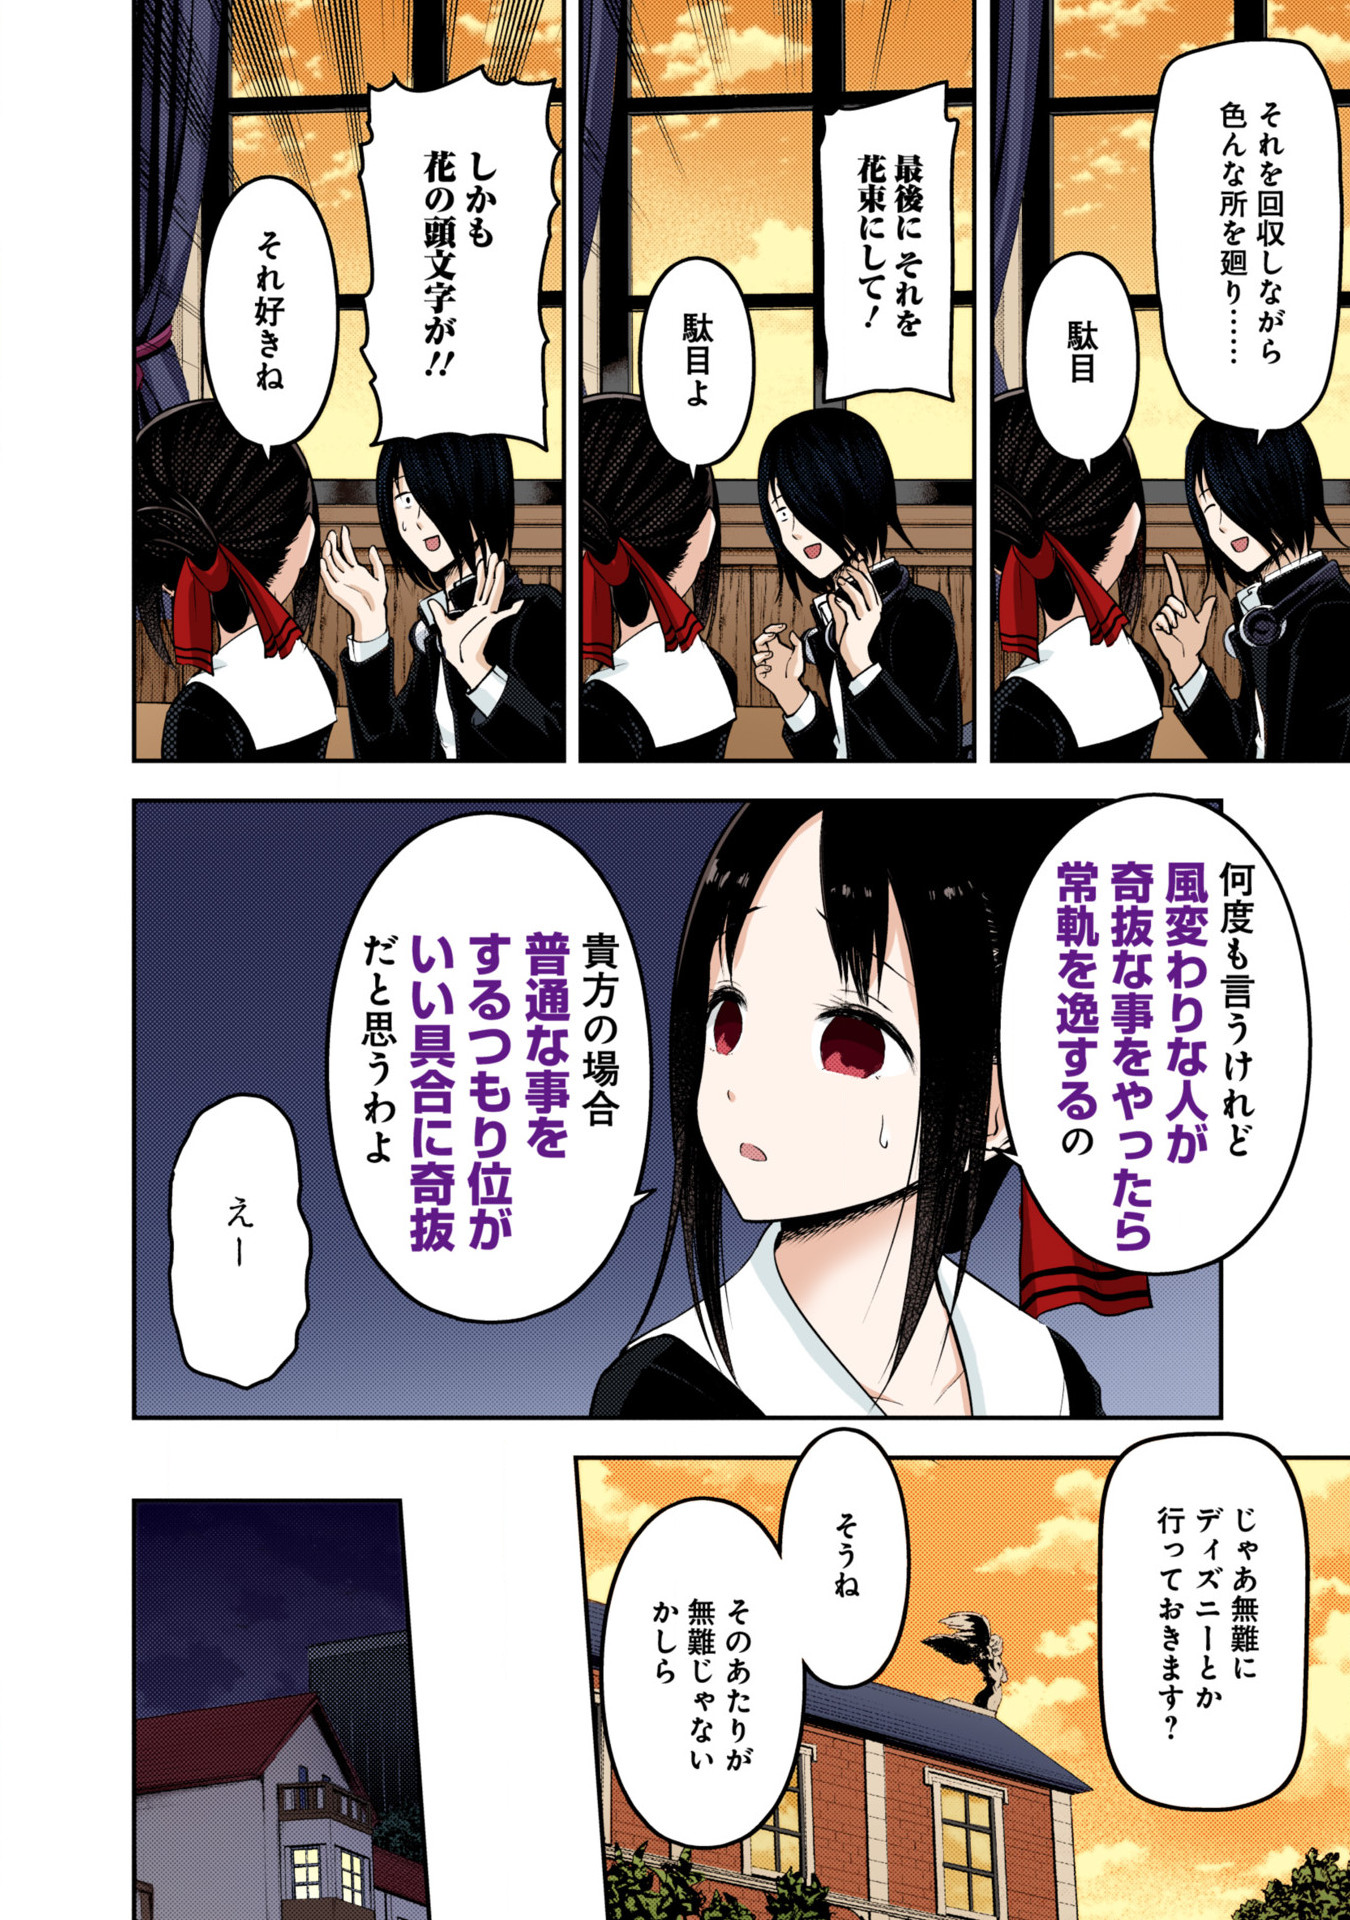 それを回収しながら
色んな所を廻り……
駄目
最後に それを
花束にして!
駄目よ
しかも
花の頭文字が!!
それ好きね
何度も言うけれど
風変わりな人が
奇抜な事をやったら
常軌を逸するの
貴方の場合
普通な事を
するつもり位が
いい具合に奇抜
だと思うわよ
えー
じゃあ無難に
ディズニーとか
行っておきます?
そうね
そのあたりが
無難じゃない
かしら